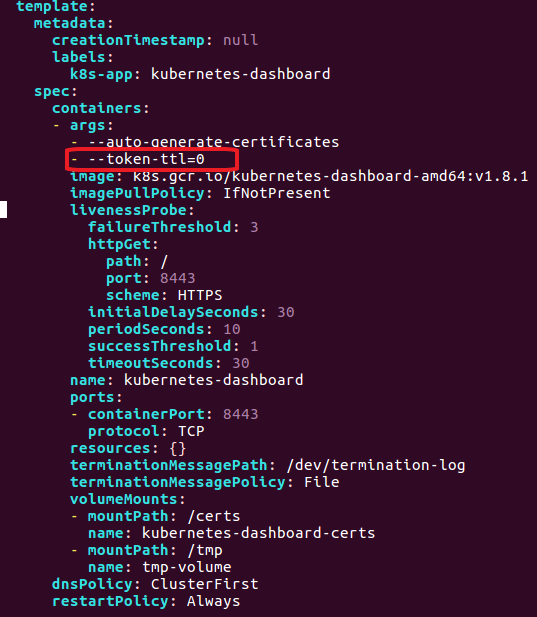 template:
  metadata:
    creationTimestamp: null
    labels:
      k8s-app: kubernetes-dashboard
  spec:
    containers:
    - args:
      - --auto-generate-certificates
      - --token-ttl=0
      image: k8s.gcr.io/kubernetes-dashboard-amd64:v1.8.1
      imagePullPolicy: IfNotPresent
      livenessProbe:
        failureThreshold: 3
        httpGet:
          path: /
          port: 8443
          scheme: HTTPS
        initialDelaySeconds: 30
        periodSeconds: 10
        successThreshold: 1
        timeoutSeconds: 30
      name: kubernetes-dashboard
      ports:
      - containerPort: 8443
        protocol: TCP
      resources: {}
      terminationMessagePath: /dev/termination-log
      terminationMessagePolicy: File
      volumeMounts:
      - mountPath: /certs
        name: kubernetes-dashboard-certs
      - mountPath: /tmp
        name: tmp-volume
    dnsPolicy: ClusterFirst
    restartPolicy: Always